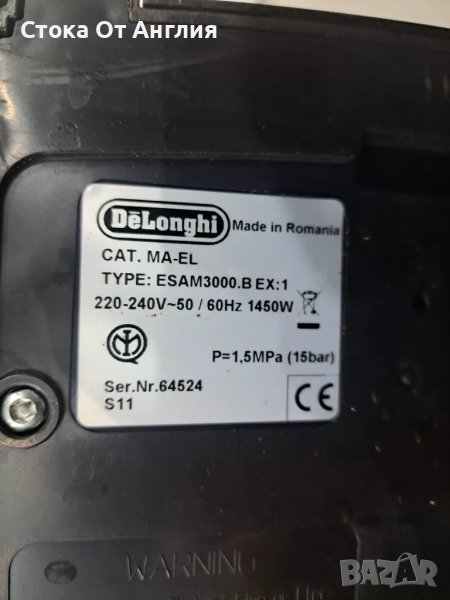 Стока От Англия
DēLonghi Made in Romania
CAT. MA-EL
TYPE: ESAM3000.B EX:1
220-240V~50 / 60Hz 1450W
P=1,5MPa (15bar)
Ser.Nr.64524
S11
CE
WARNING
BAZAR